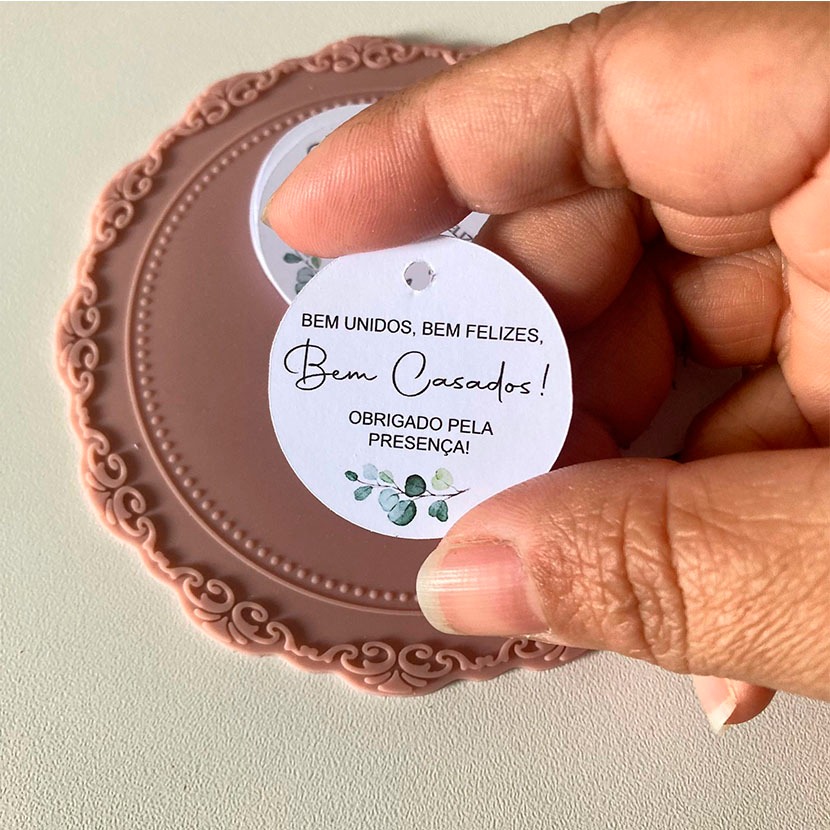 BEM UNIDOS, BEM FELIZES,
Bem Casados!
OBRIGADO PELA
PRESENÇA!